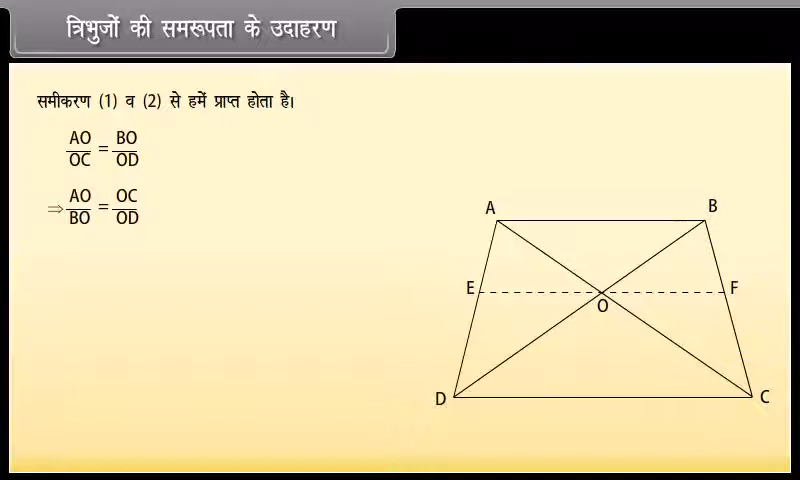 त्रिभुजों की समरूपता के उदाहरण
समीकरण (1) व (2) से हमें प्राप्त होता है।
AO/OC = BO/OD
⇒ AO/BO = OC/OD
A B
E F
O
D C